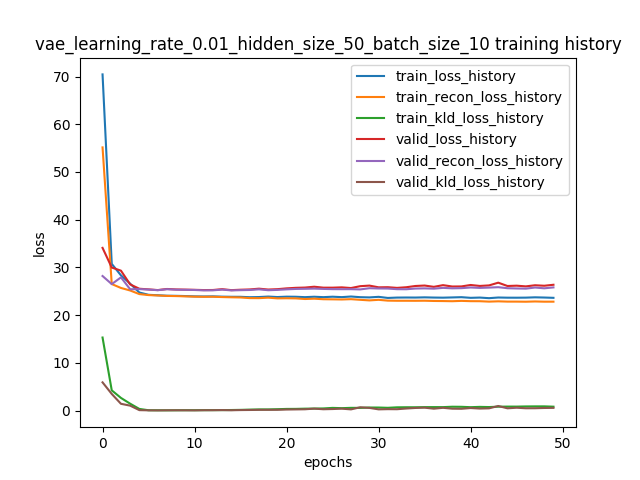 vae_learning_rate_0.01_hidden_size_50_batch_size_10 training history
train_loss_history
train_recon_loss_history
train_kld_loss_history
valid_loss_history
valid_recon_loss_history
valid_kld_loss_history
70
60
50
40
30
20
10
0
loss
0 10 20 30 40 50
epochs